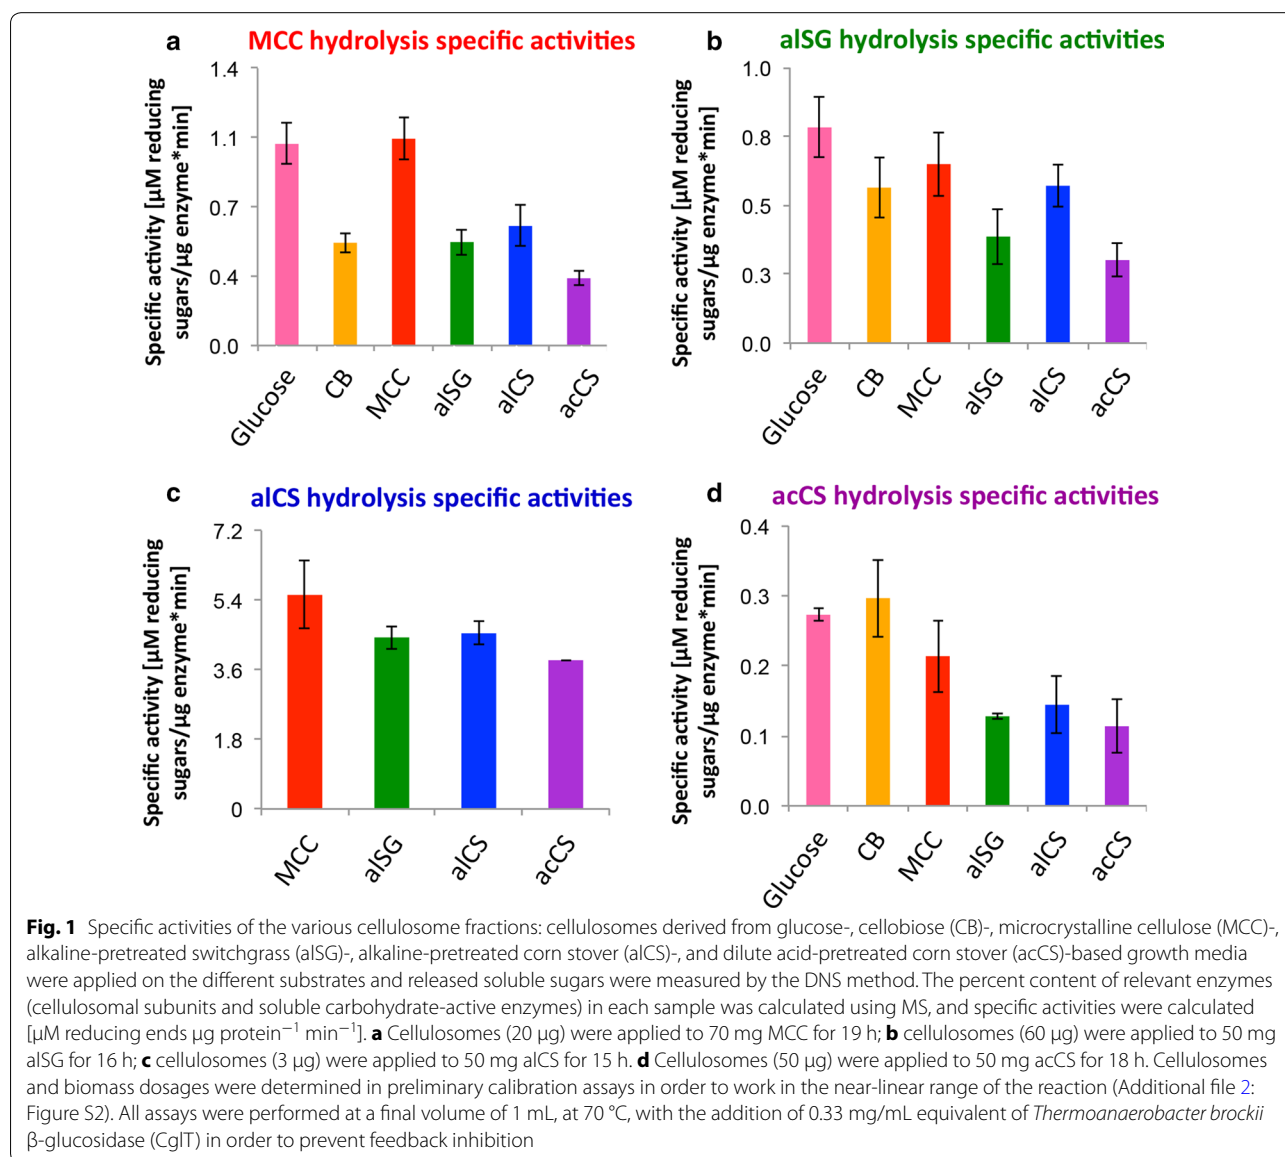 a
MCC hydrolysis specific activities
Specific activity [µM reducing
sugars/µg enzyme*min]
1.4
1.1
0.7
0.4
0.0
Glucose
CB
MCC
alSG
alCS
acCS
b
alSG hydrolysis specific activities
Specific activity [µM reducing
sugars/µg enzyme*min]
1.0
0.8
0.5
0.3
0.0
Glucose
CB
MCC
alSG
alCS
acCS
c
alCS hydrolysis specific activities
Specific activity [µM reducing
sugars/µg enzyme*min]
7.2
5.4
3.6
1.8
0
MCC
alSG
alCS
acCS
d
acCS hydrolysis specific activities
Specific activity [µM reducing
sugars/µg enzyme*min]
0.4
0.3
0.2
0.1
0.0
Glucose
CB
MCC
alSG
alCS
acCS
Fig. 1 Specific activities of the various cellulosome fractions: cellulosomes derived from glucose-, cellobiose (CB)-, microcrystalline cellulose (MCC)-,
alkaline-pretreated switchgrass (alSG)-, alkaline-pretreated corn stover (alCS)-, and dilute acid-pretreated corn stover (acCS)-based growth media
were applied on the different substrates and released soluble sugars were measured by the DNS method. The percent content of relevant enzymes
(cellulosomal subunits and soluble carbohydrate-active enzymes) in each sample was calculated using MS, and specific activities were calculated
[µM reducing ends µg protein⁻¹ min⁻¹]. a Cellulosomes (20 µg) were applied to 70 mg MCC for 19 h; b cellulosomes (60 µg) were applied to 50 mg
alSG for 16 h; c cellulosomes (3 µg) were applied to 50 mg alCS for 15 h. d Cellulosomes (50 µg) were applied to 50 mg acCS for 18 h. Cellulosomes
and biomass dosages were determined in preliminary calibration assays in order to work in the near-linear range of the reaction (Additional file 2:
Figure S2). All assays were performed at a final volume of 1 mL, at 70 °C, with the addition of 0.33 mg/mL equivalent of Thermoanaerobacter brockii
β-glucosidase (CglT) in order to prevent feedback inhibition